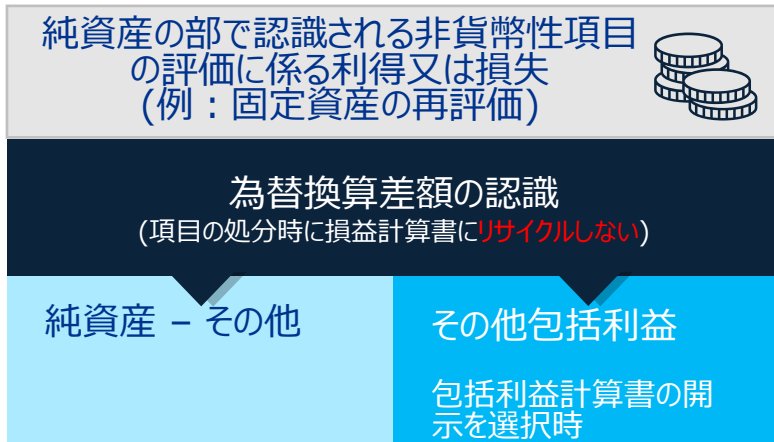 純資産の部で認識される非貨幣性項目
の評価に係る利得又は損失
(例：固定資産の再評価)
為替換算差額の認識
(項目の処分時に損益計算書にリサイクルしない)
純資産 – その他
その他包括利益
包括利益計算書の開
示を選択時